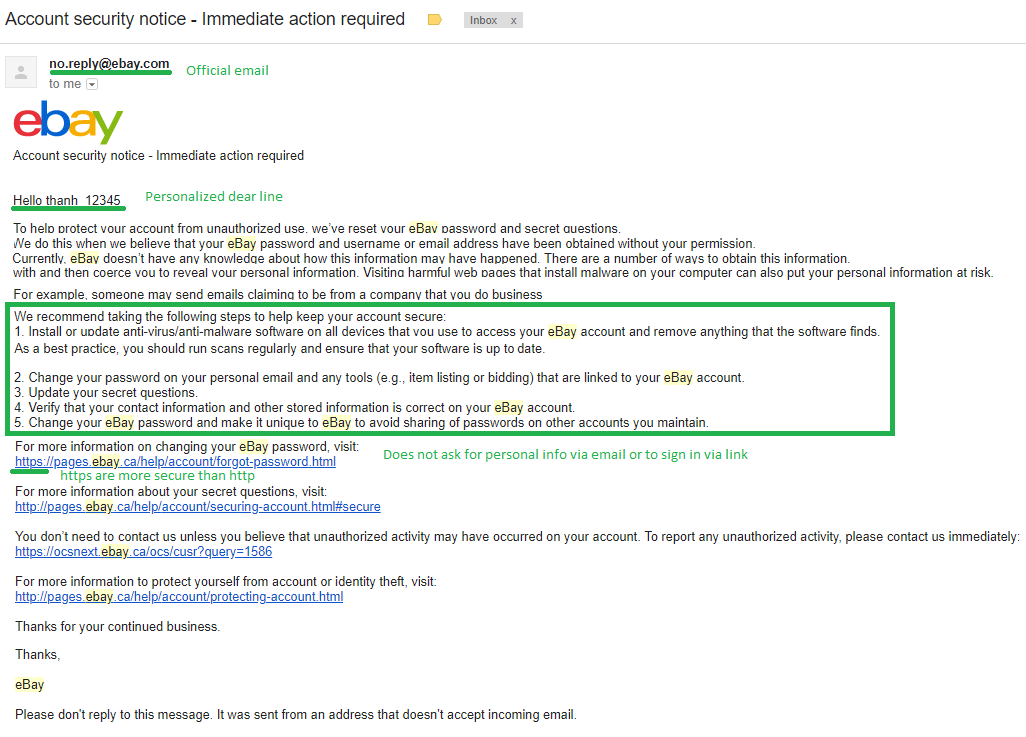 Account security notice - Immediate action required
Inbox x
no.reply@ebay.com Official email
to me
ebay
Account security notice - Immediate action required
Hello thanh_12345 Personalized dear line
To help protect your account from unauthorized use, we've reset your eBay password and secret questions.
We do this when we believe that your eBay password and username or email address have been obtained without your permission.
Currently, eBay doesn't have any knowledge about how this information may have happened. There are a number of ways to obtain this information.
with and then coerce you to reveal your personal information. Visiting harmful web pages that install malware on your computer can also put your personal information at risk.
For example, someone may send emails claiming to be from a company that you do business
We recommend taking the following steps to help keep your account secure:
1. Install or update anti-virus/anti-malware software on all devices that you use to access your eBay account and remove anything that the software finds.
As a best practice, you should run scans regularly and ensure that your software is up to date.
2. Change your password on your personal email and any tools (e.g., item listing or bidding) that are linked to your eBay account.
3. Update your secret questions.
4. Verify that your contact information and other stored information is correct on your eBay account.
5. Change your eBay password and make it unique to eBay to avoid sharing of passwords on other accounts you maintain.
For more information on changing your eBay password, visit:
https://pages.ebay.ca/help/account/forgot-password.html Does not ask for personal info via email or to sign in via link
https are more secure than http
For more information about your secret questions, visit:
http://pages.ebay.ca/help/account/securing-account.html#secure
You don't need to contact us unless you believe that unauthorized activity may have occurred on your account. To report any unauthorized activity, please contact us immediately:
https://ocsnext.ebay.ca/ocs/cusr?query=1586
For more information to protect yourself from account or identity theft, visit:
http://pages.ebay.ca/help/account/protecting-account.html
Thanks for your continued business.
Thanks,
eBay
Please don't reply to this message. It was sent from an address that doesn't accept incoming email.